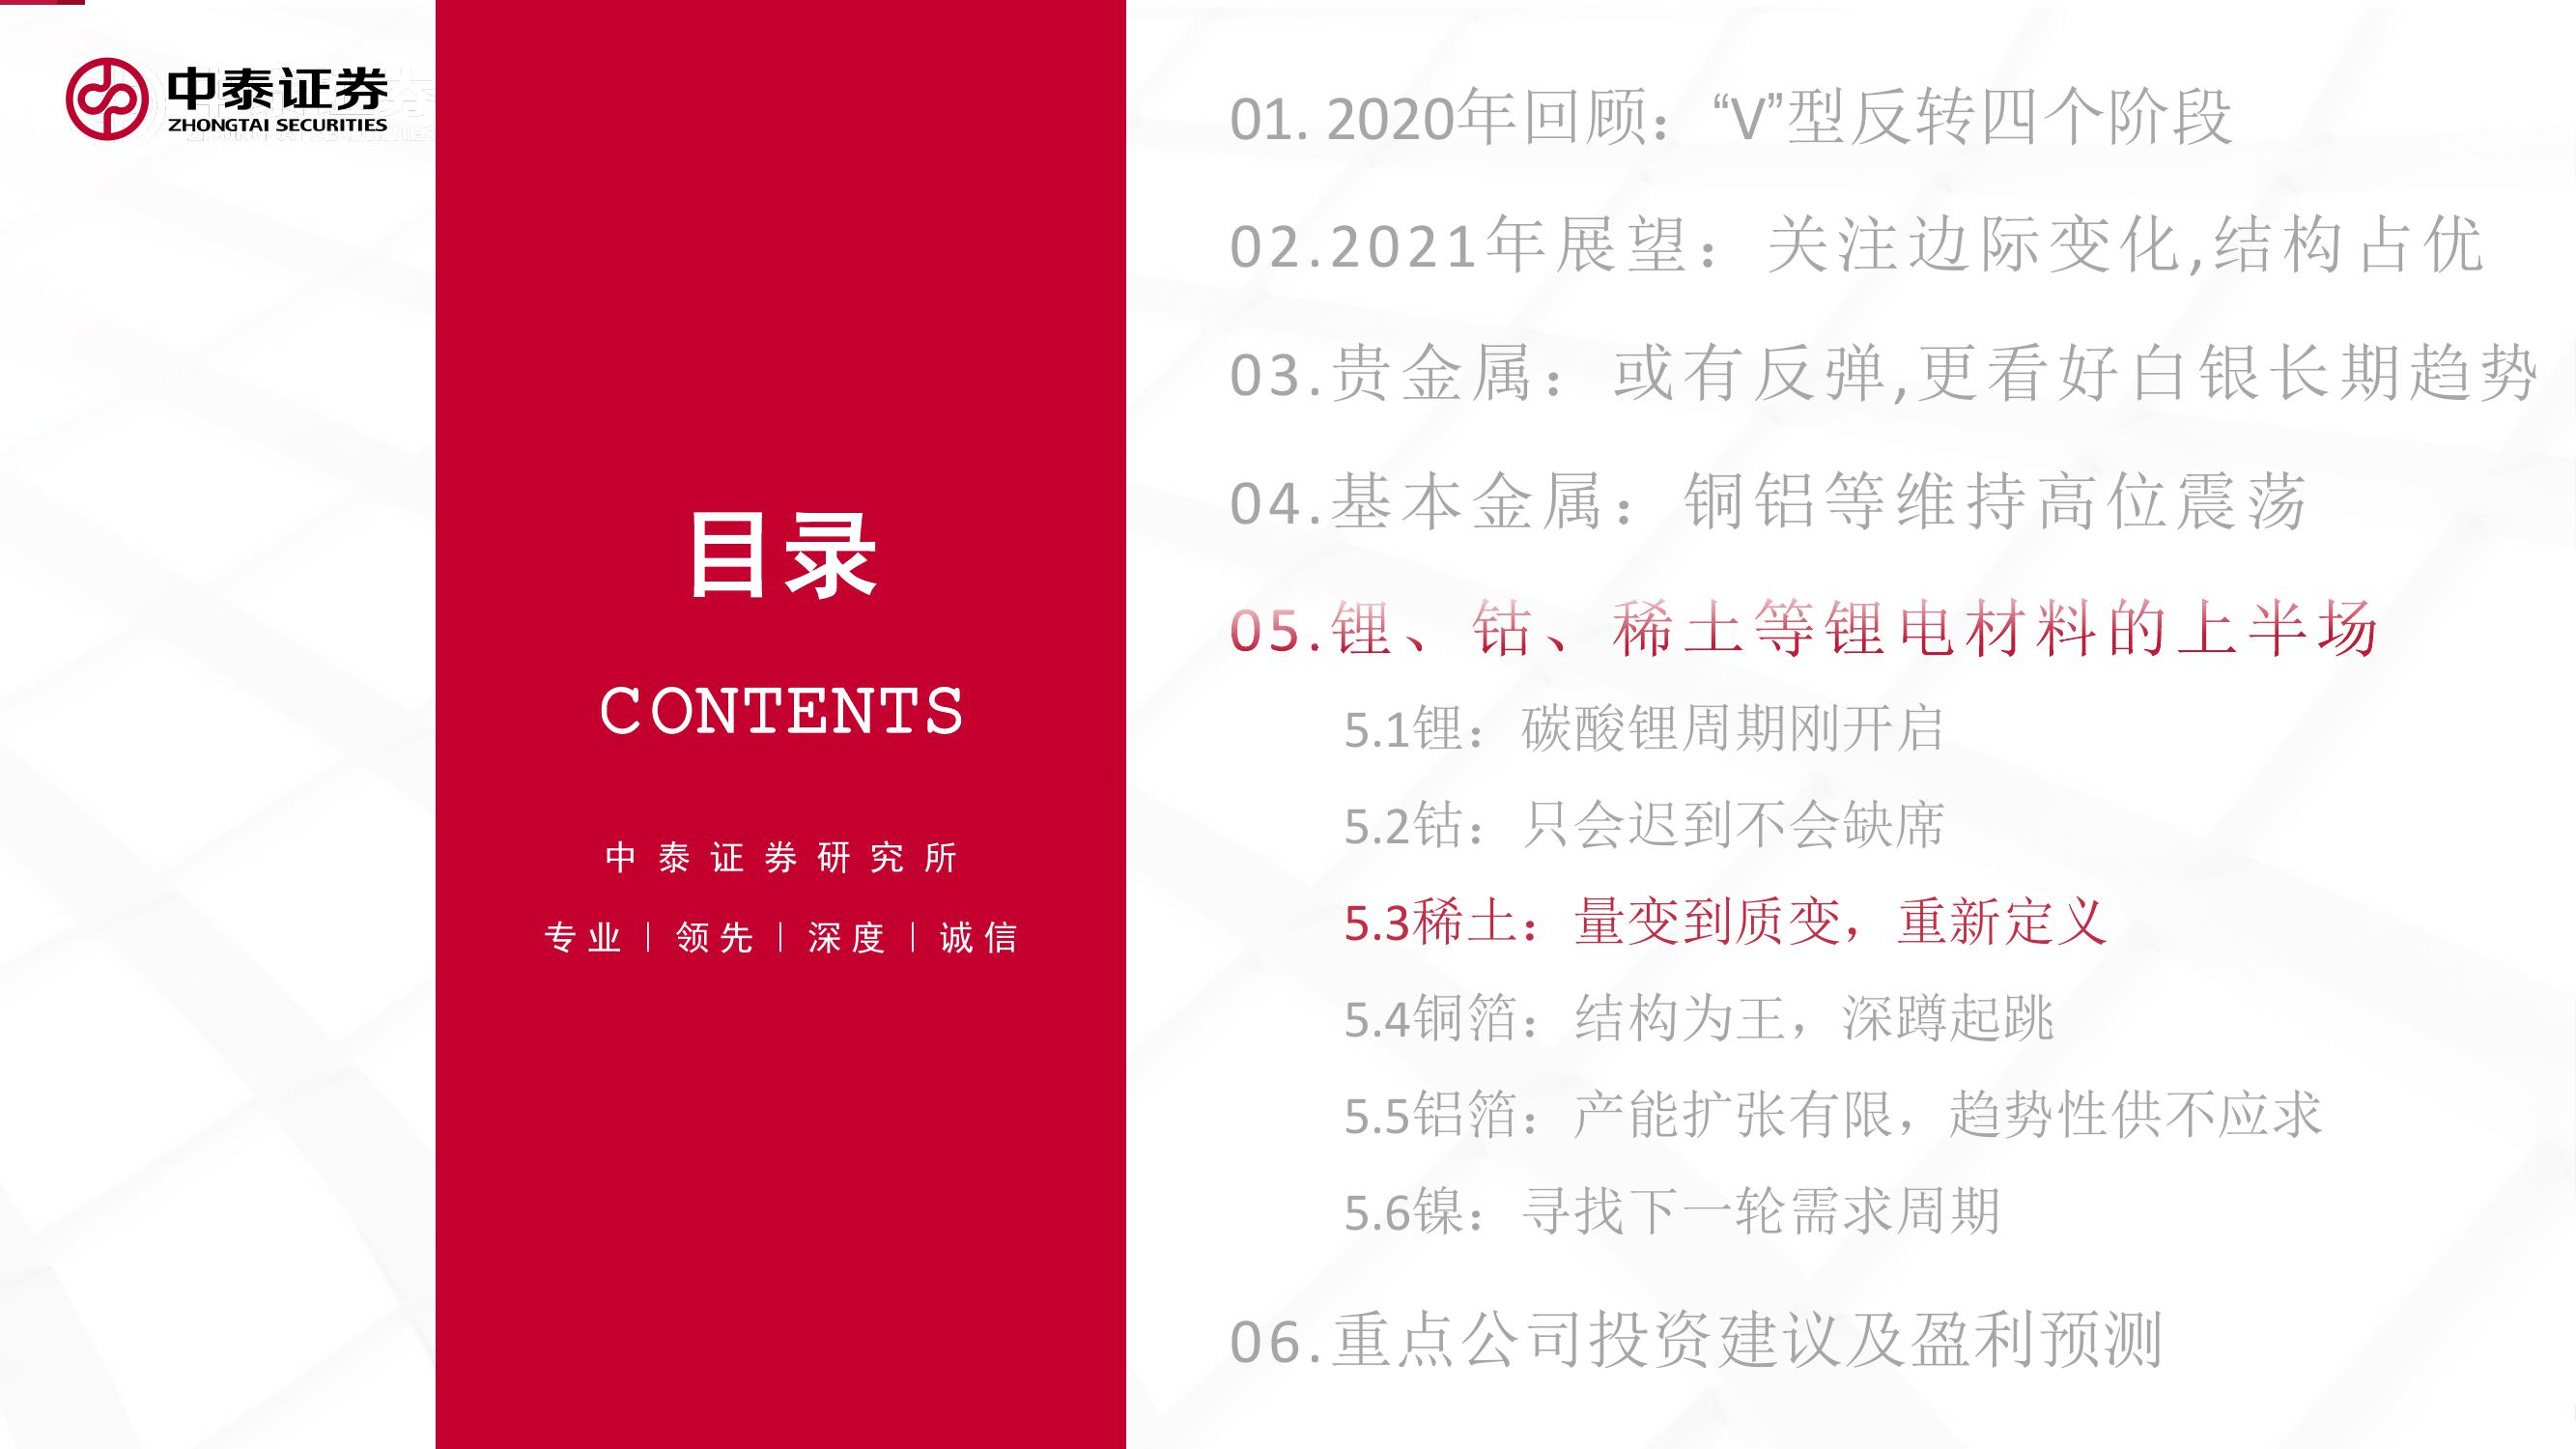 中泰证券
ZHONGTAI SECURITIES
目录
CONTENTS
中泰证券研究所
专业｜领先｜深度｜诚信
01. 2020年回顾：“V”型反转四个阶段
02.2021年展望：关注边际变化,结构占优
03.贵金属：或有反弹,更看好白银长期趋势
04.基本金属：铜铝等维持高位震荡
05.锂、钴、稀土等锂电材料的上半场
5.1锂：碳酸锂周期刚开启
5.2钴：只会迟到不会缺席
5.3稀土：量变到质变，重新定义
5.4铜箔：结构为王，深蹲起跳
5.5铝箔：产能扩张有限，趋势性供不应求
5.6镍：寻找下一轮需求周期
06.重点公司投资建议及盈利预测